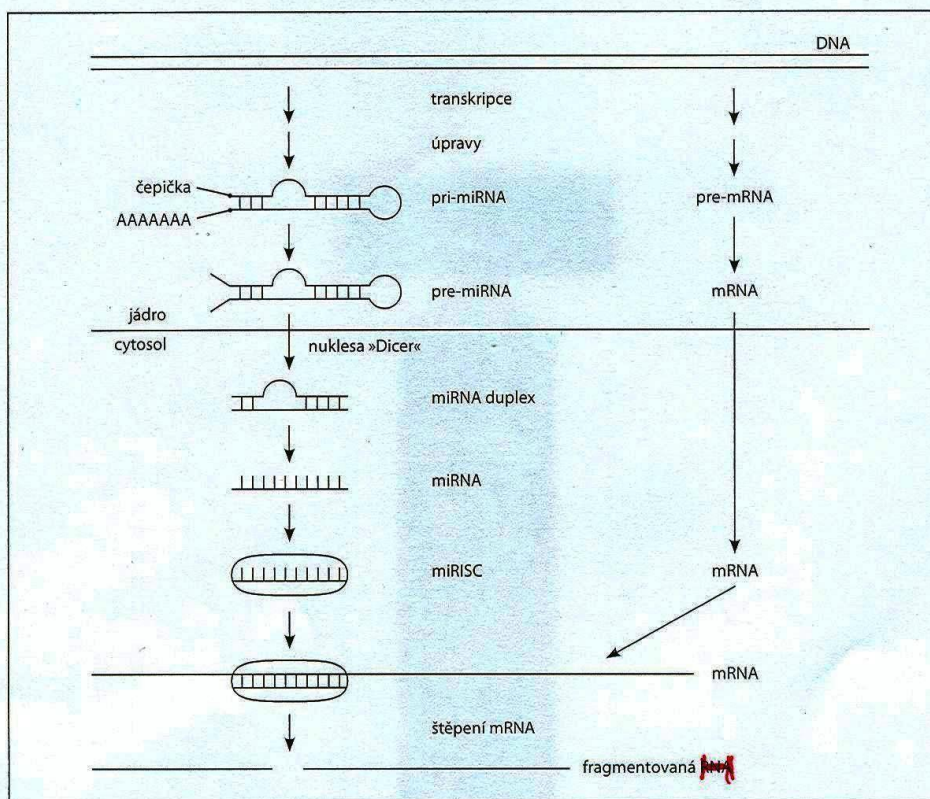 DNA
transkripce
úpravy
čepička
AAAAAAA
pri-miRNA
pre-mRNA
pre-miRNA
mRNA
jádro
cytosol
nuklesa »Dicer«
miRNA duplex
miRNA
miRISC
mRNA
mRNA
štěpení mRNA
fragmentovaná RNA